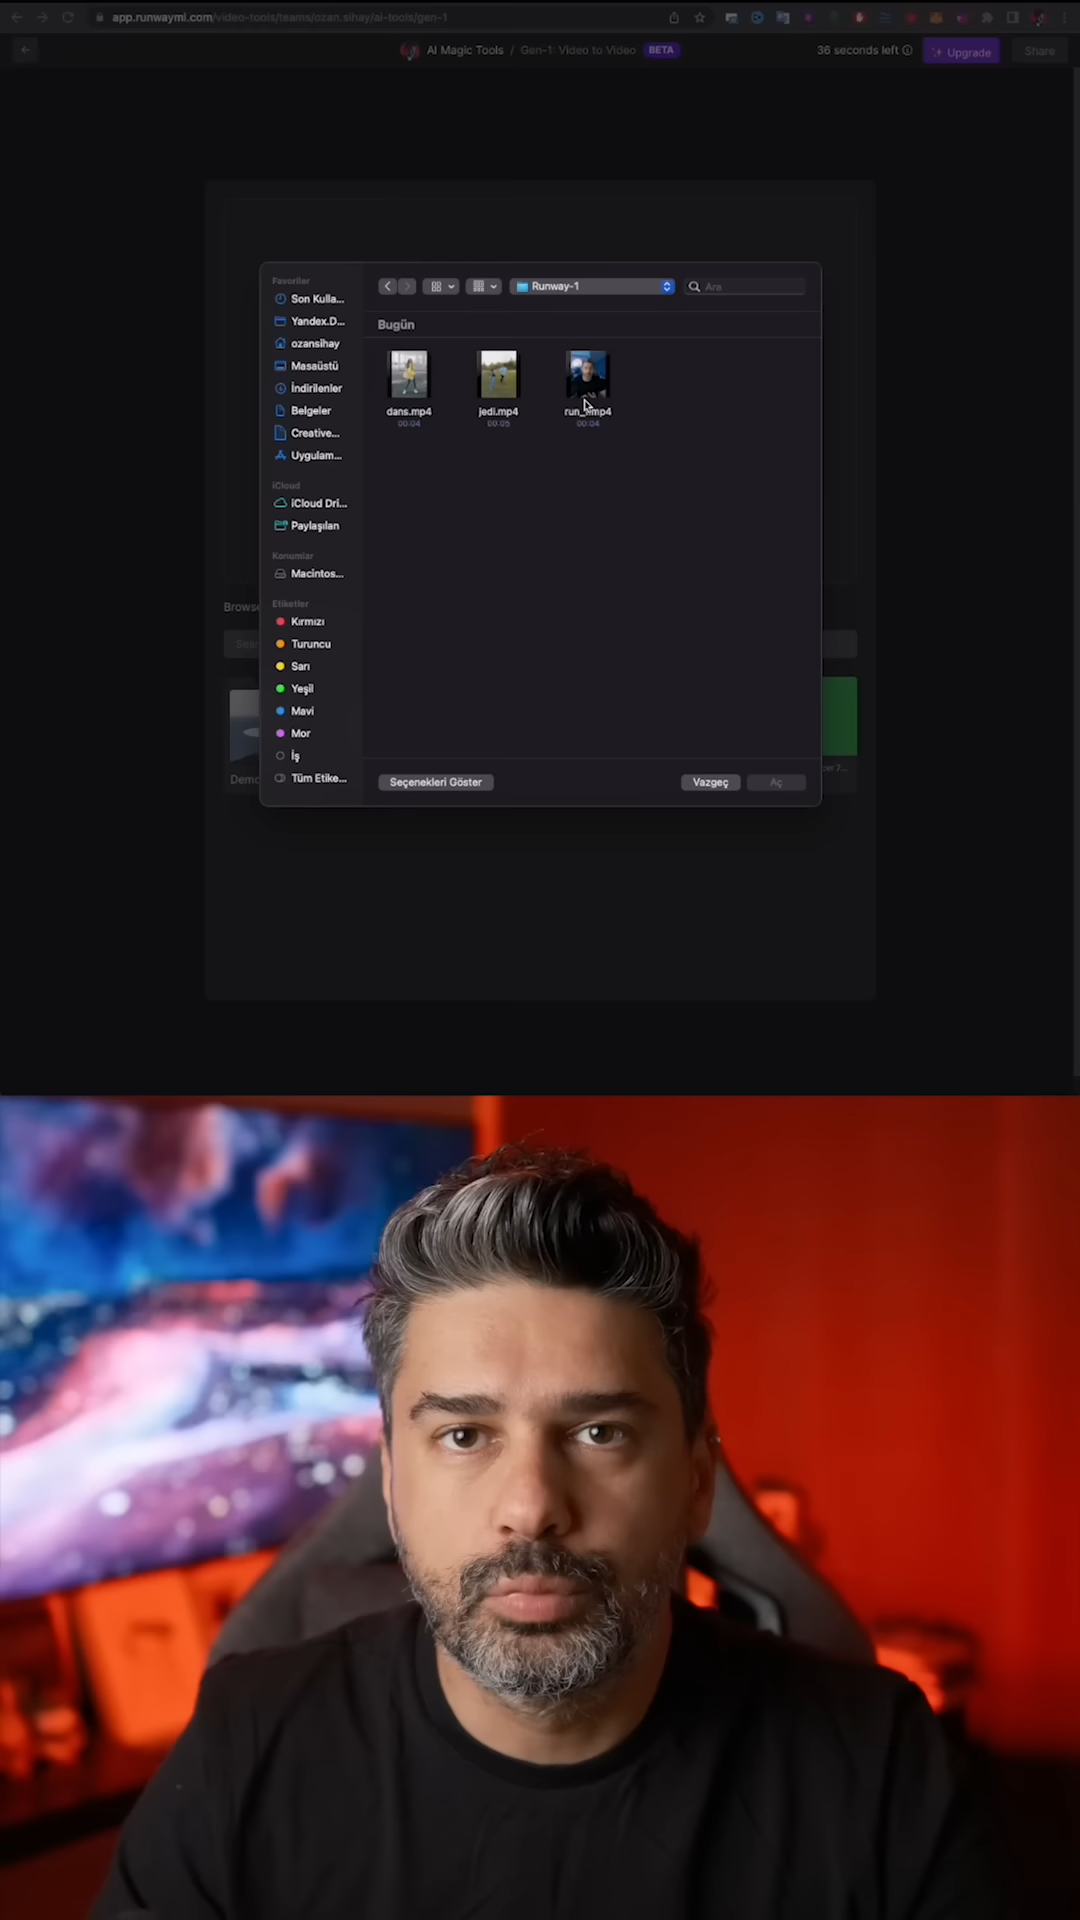 app.runwayml.com/video-tools/teams/ozan.sihay/ai-tools/gen-1
AI Magic Tools / Gen-1: Video to Video BETA
36 seconds left
Upgrade
Share
Favoriler
Son Kulla...
Yandex.D...
ozansihay
Masaüstü
İndirilenler
Belgeler
Creative...
Uygulam...
iCloud
iCloud Dri...
Paylaşılan
Konumlar
Macintos...
Etiketler
Kırmızı
Turuncu
Sarı
Yeşil
Mavi
Mor
İş
Tüm Etike...
Runway-1
Ara
Bugün
dans.mp4
00:04
jedi.mp4
00:05
00:04
Seçenekleri Göster
Vazgeç
Aç
Browse
Demo